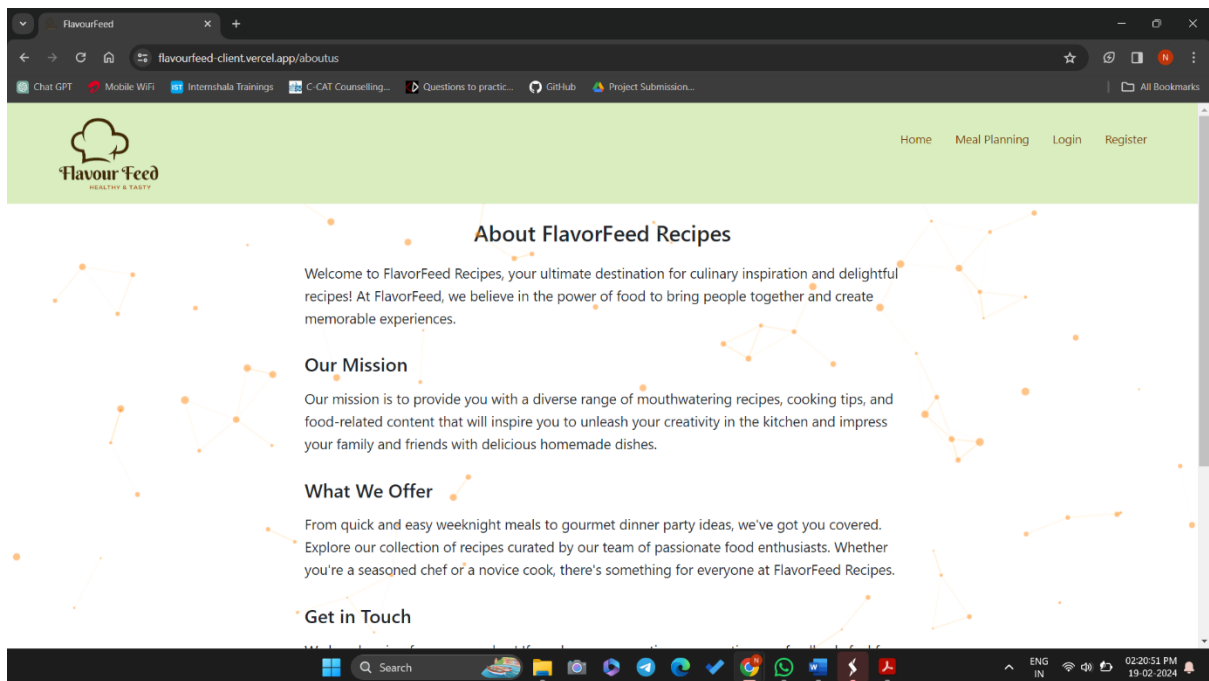 FlavourFeed
flavourfeed-client.vercel.app/aboutus
N
Chat GPT Mobile WiFi Internshala Trainings C-CAT Counselling... Questions to practic... GitHub Project Submission... All Bookmarks
Flavour Feed
HEALTHY & TASTY
Home Meal Planning Login Register
About FlavorFeed Recipes
Welcome to FlavorFeed Recipes, your ultimate destination for culinary inspiration and delightful
recipes! At FlavorFeed, we believe in the power of food to bring people together and create
memorable experiences.
Our Mission
Our mission is to provide you with a diverse range of mouthwatering recipes, cooking tips, and
food-related content that will inspire you to unleash your creativity in the kitchen and impress
your family and friends with delicious homemade dishes.
What We Offer
From quick and easy weeknight meals to gourmet dinner party ideas, we've got you covered.
Explore our collection of recipes curated by our team of passionate food enthusiasts. Whether
you're a seasoned chef or a novice cook, there's something for everyone at FlavorFeed Recipes.
Get in Touch
Search
ENG
IN
02:20:51 PM
19-02-2024